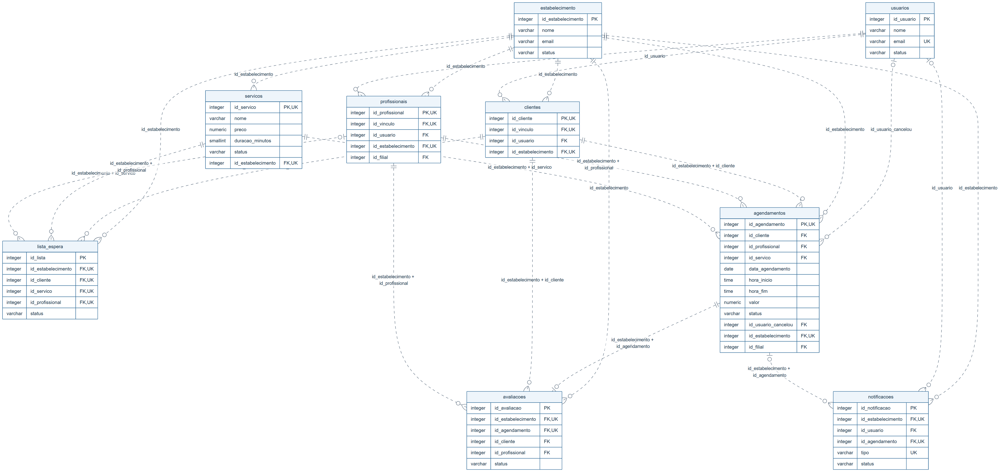 estabelecimento
integer id_estabelecimento PK
varchar nome
varchar email
varchar status
usuarios
integer id_usuario PK
varchar nome
varchar email UK
varchar status
id_usuario
id_estabelecimento
id_estabelecimento
id_estabelecimento
servicos
integer id_servico PK,UK
varchar nome
numeric preco
smallint duracao_minutos
varchar status
integer id_estabelecimento FK,UK
profissionais
integer id_profissional PK,UK
integer id_vinculo FK,UK
integer id_usuario FK
integer id_estabelecimento FK,UK
integer id_filial FK
clientes
integer id_cliente PK,UK
integer id_vinculo FK,UK
integer id_usuario FK
integer id_estabelecimento FK,UK
id_estabelecimento
id_estabelecimento
id_usuario_cancelou
id_estabelecimento +
id_profissional
id_estabelecimento + id_servico
id_estabelecimento + id_servico
id_estabelecimento +
id_profissional
id_estabelecimento + id_cliente
id_estabelecimento
id_usuario
id_estabelecimento
agendamentos
integer id_agendamento PK,UK
integer id_cliente FK
integer id_profissional FK
integer id_servico FK
date data_agendamento
time hora_inicio
time hora_fim
numeric valor
varchar status
integer id_usuario_cancelou FK
integer id_estabelecimento FK,UK
integer id_filial FK
lista_espera
integer id_lista PK
integer id_estabelecimento FK,UK
integer id_cliente FK,UK
integer id_servico FK,UK
integer id_profissional FK,UK
varchar status
id_estabelecimento +
id_profissional
id_estabelecimento + id_cliente
id_estabelecimento +
id_agendamento
id_estabelecimento +
id_agendamento
avaliacoes
integer id_avaliacao PK
integer id_estabelecimento FK,UK
integer id_agendamento FK,UK
integer id_cliente FK
integer id_profissional FK
varchar status
notificacoes
integer id_notificacao PK
integer id_estabelecimento FK,UK
integer id_usuario FK
integer id_agendamento FK,UK
varchar tipo UK
varchar status